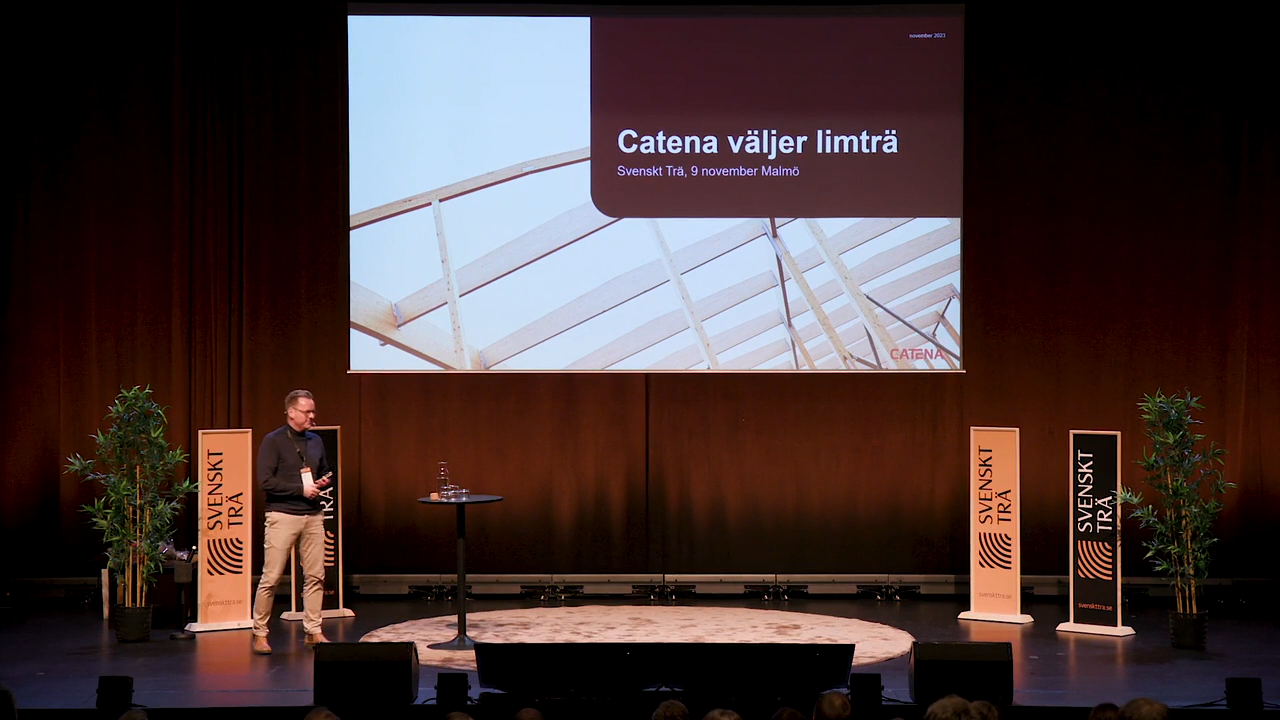 november 2023
Catena väljer limträ
Svenskt Trä, 9 november Malmö
CATENA
SVENSKT
TRÄ
svenskttra.se
TRÄ
SVENSKT
TRÄ
svenskttra.se
SVENSKT
TRÄ
svenskttra.se